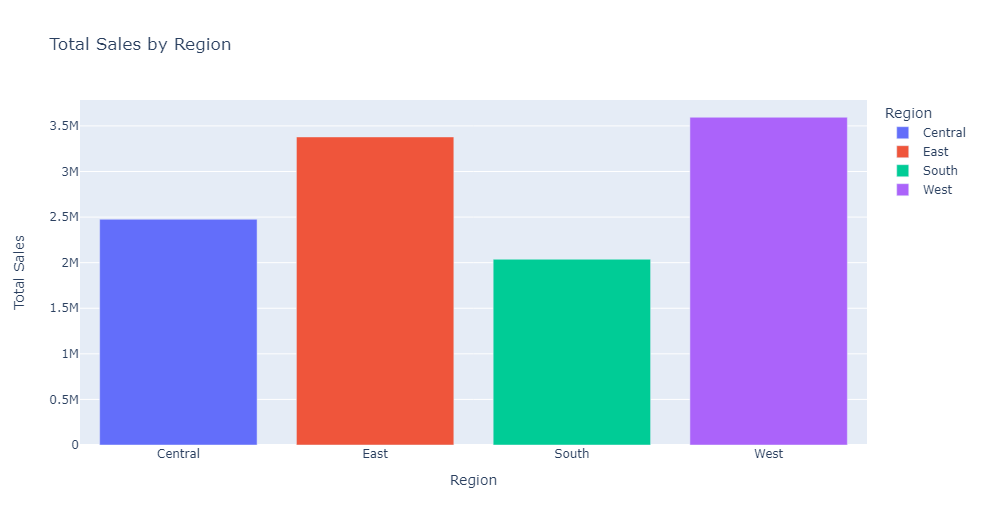 Total Sales by Region
Total Sales
3.5M
3M
2.5M
2M
1.5M
1M
0.5M
0
Central
East
South
West
Region
Region
Central
East
South
West